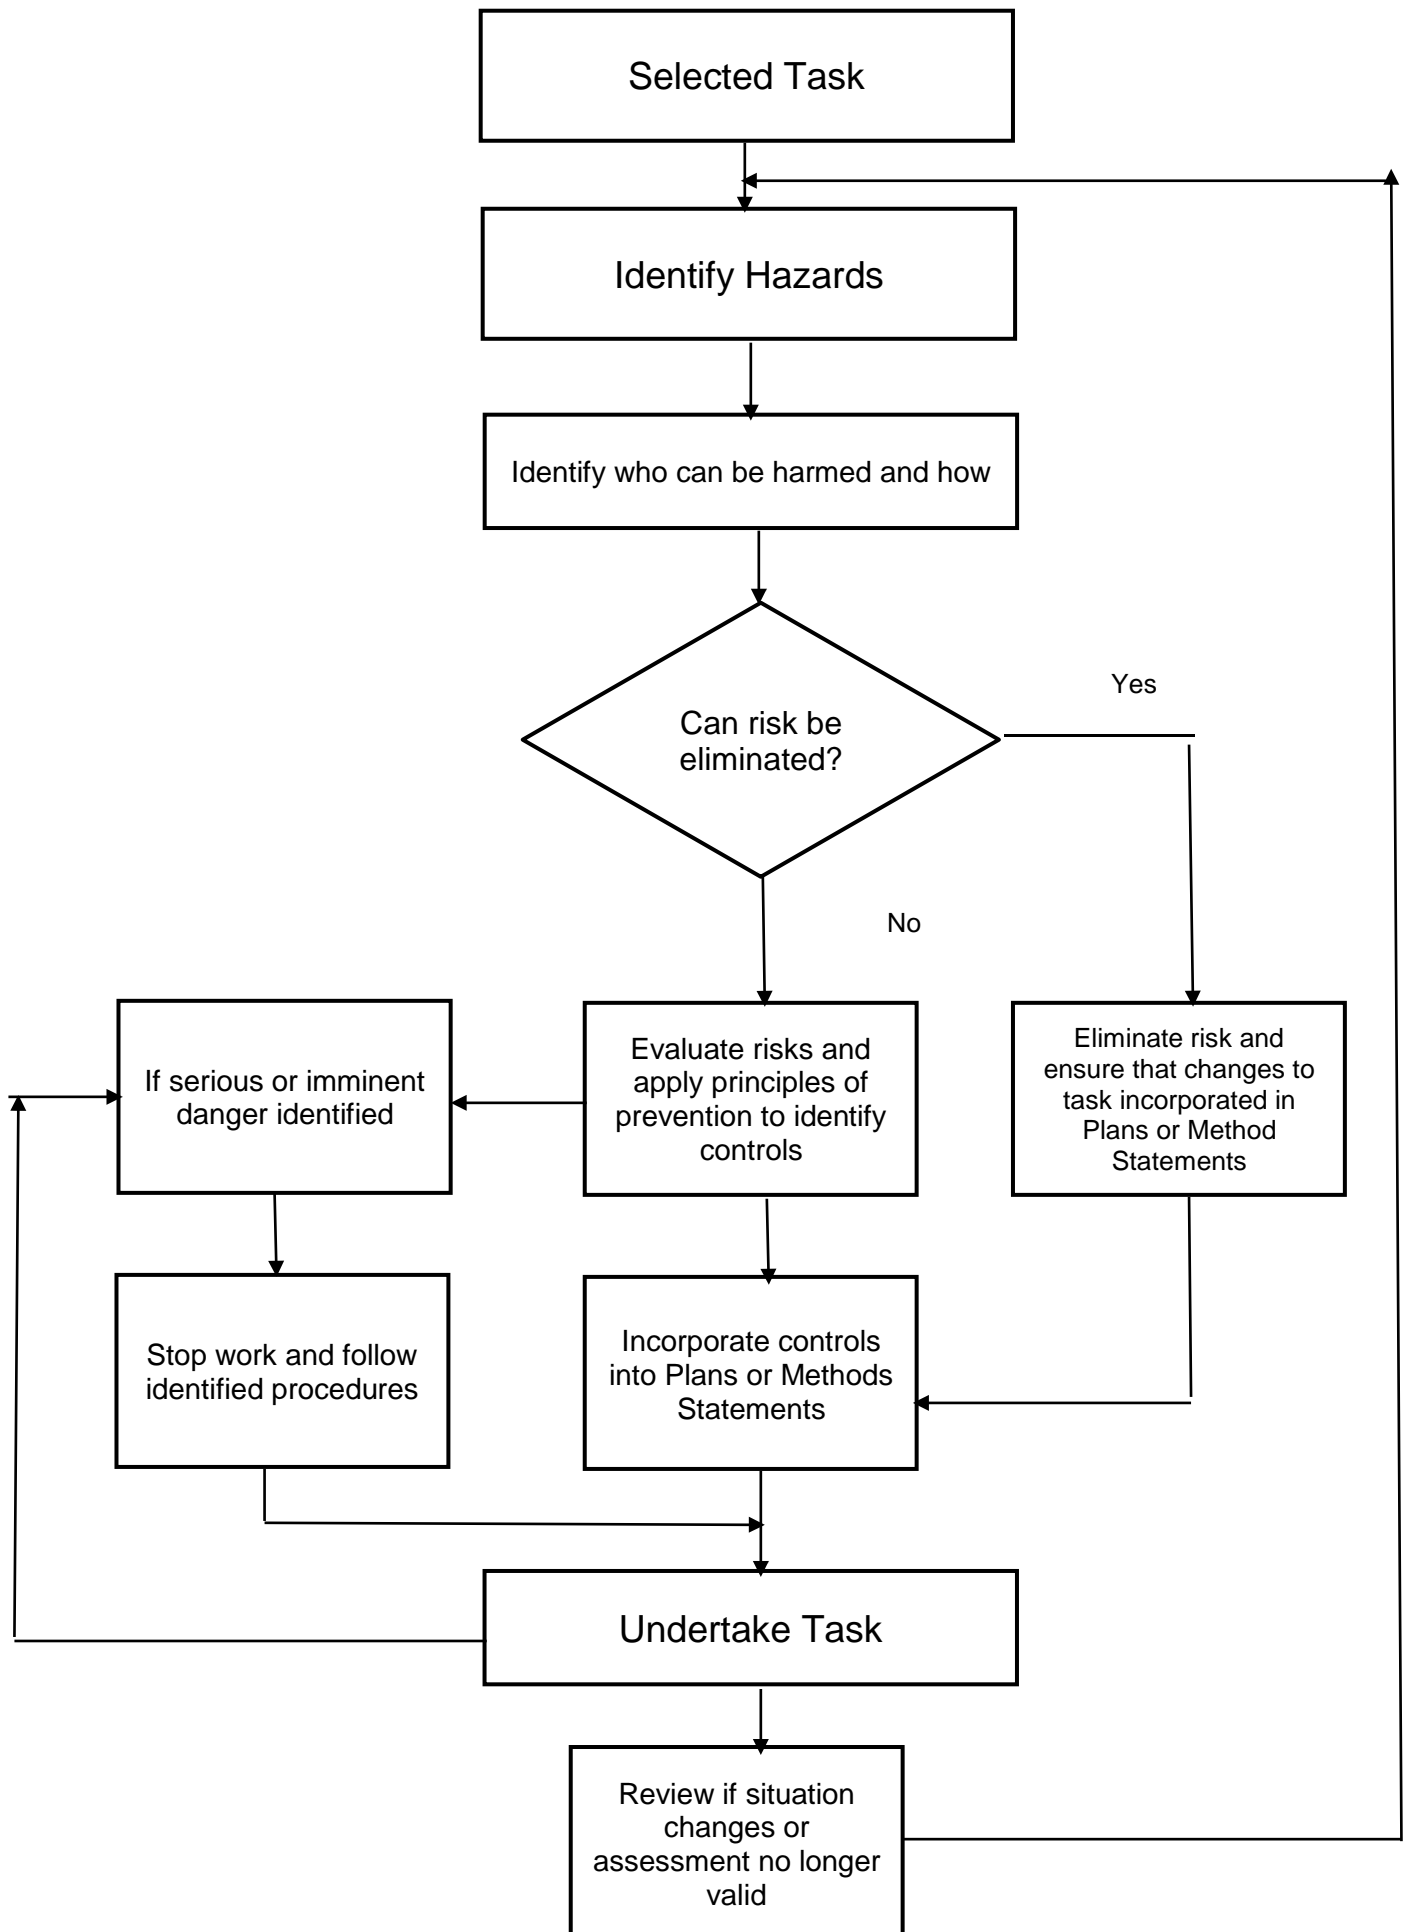 Selected Task
Identify Hazards
Identify who can be harmed and how
Can risk be
eliminated?
Yes
No
If serious or imminent
danger identified
Evaluate risks and
apply principles of
prevention to identify
controls
Eliminate risk and
ensure that changes to
task incorporated in
Plans or Method
Statements
Stop work and follow
identified procedures
Incorporate controls
into Plans or Methods
Statements
Undertake Task
Review if situation
changes or
assessment no longer
valid